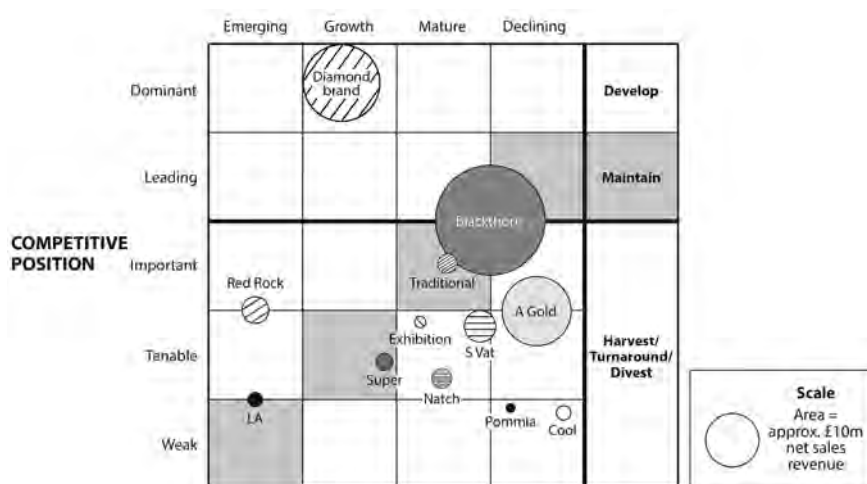 Emerging Growth Mature Declining
Dominant
Diamond
brand
Develop
Leading
Maintain
Blackthorn
COMPETITIVE
POSITION
Important
Red Rock
Traditional
A Gold
Exhibition
S Vat
Harvest/
Turnaround/
Divest
Tenable
Super
Natch
LA
Pommia
Cool
Weak
Scale
Area =
approx. £10m
net sales
revenue